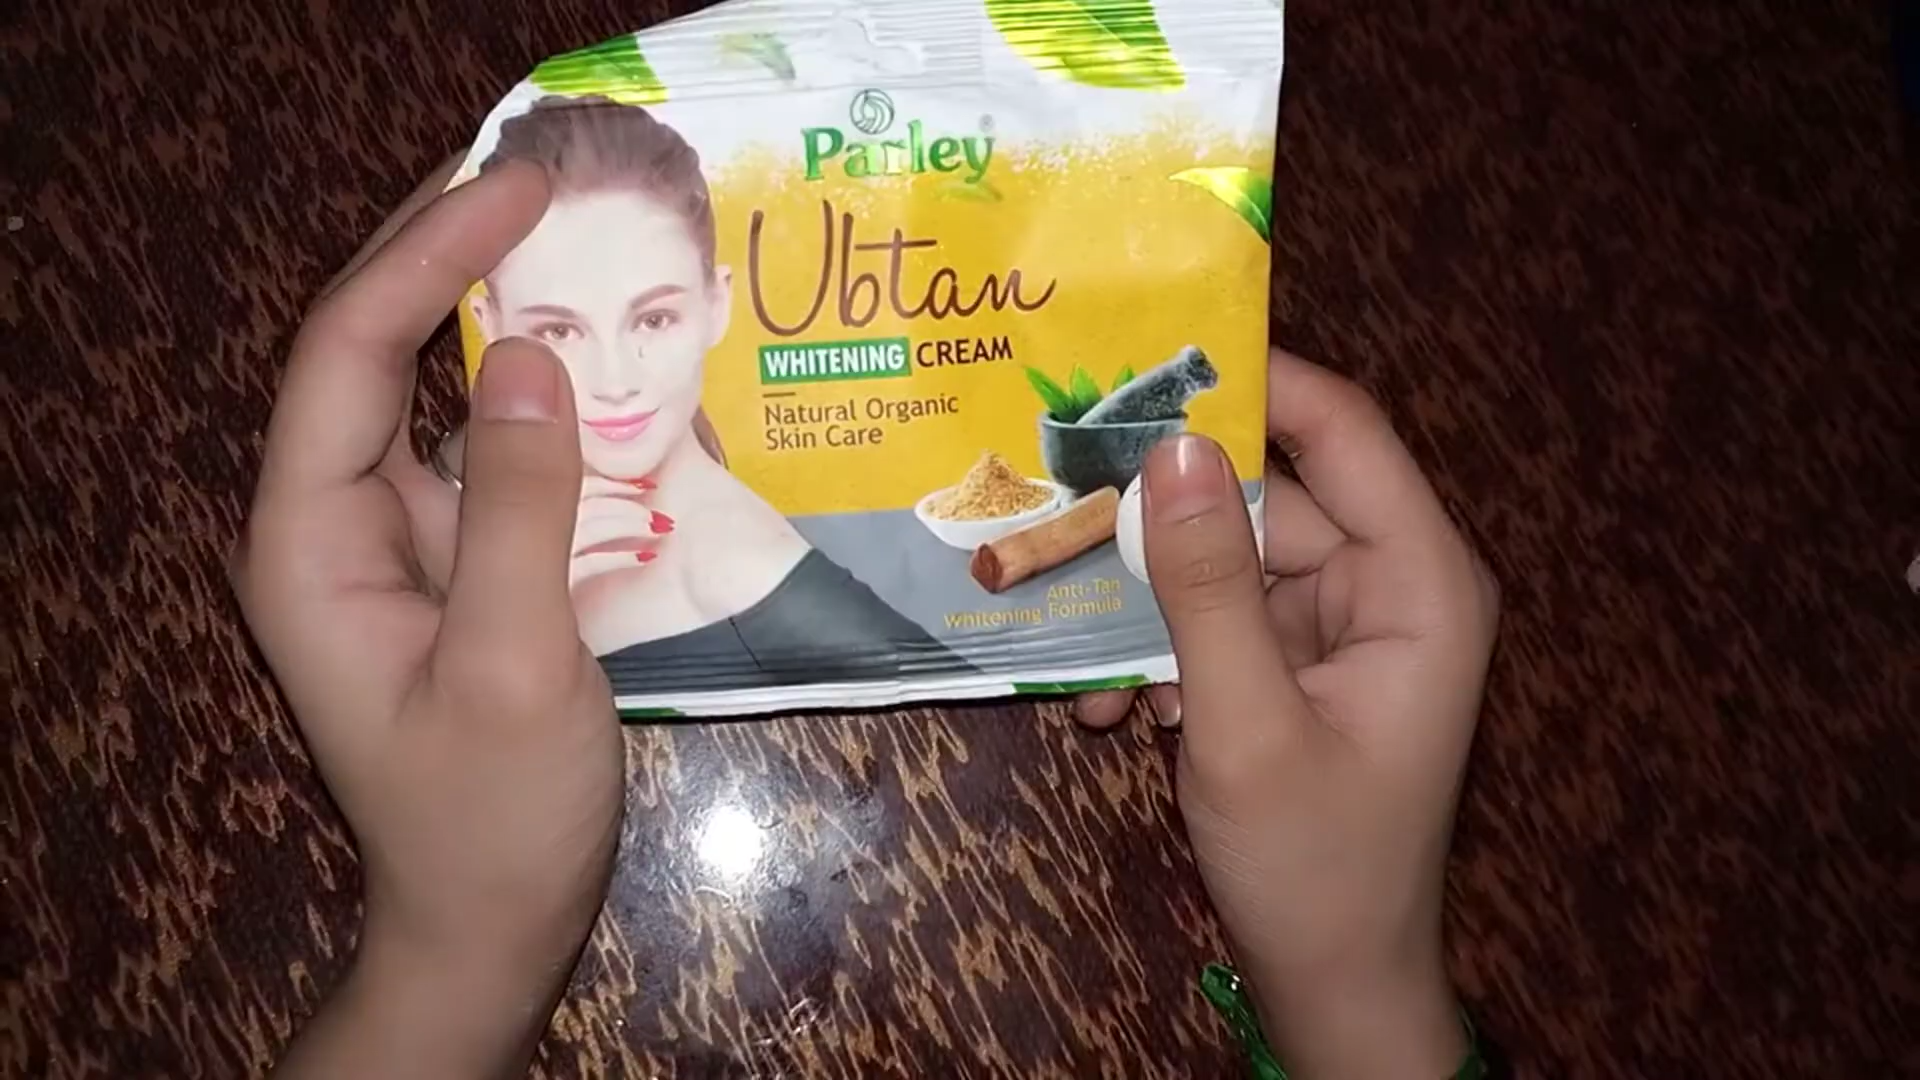 Parley®
Ubtan
WHITENING CREAM
Natural Organic
Skin Care
Anti-Tan
Whitening Formula